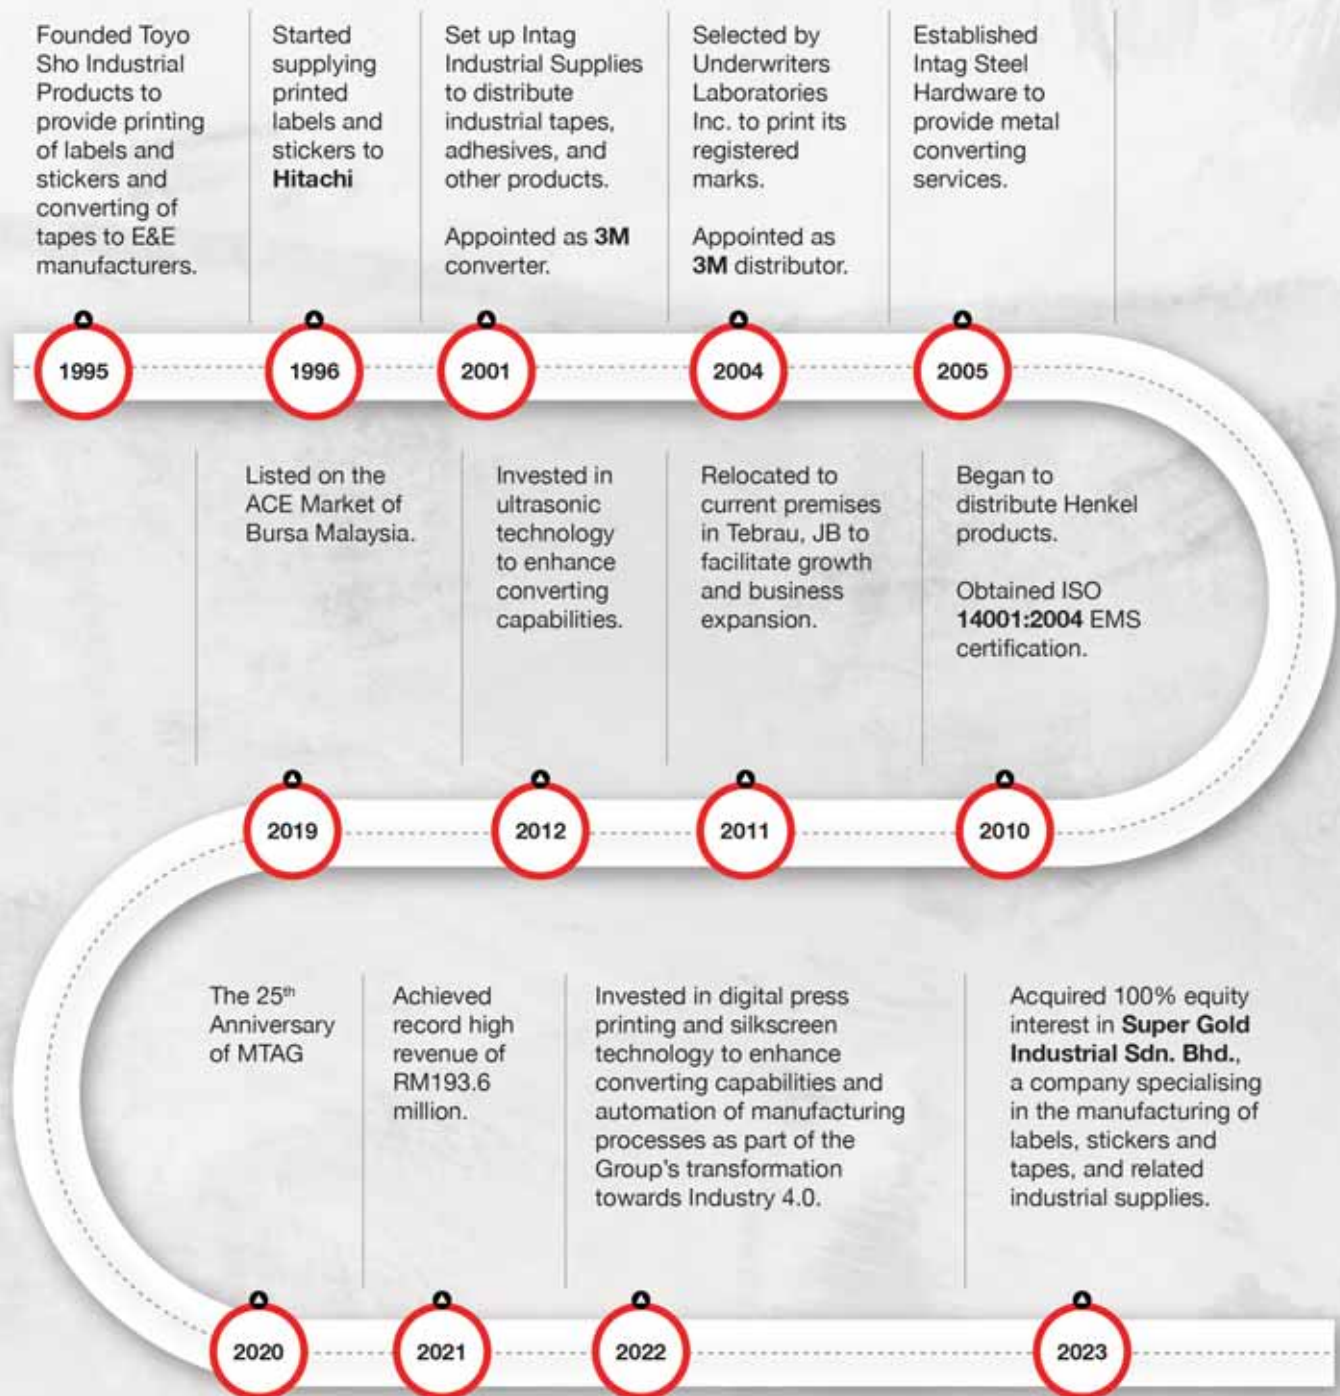 Founded Toyo
Sho Industrial
Products to
provide printing
of labels and
stickers and
converting of
tapes to E&E
manufacturers.
Started
supplying
printed
labels and
stickers to
Hitachi
Set up Intag
Industrial Supplies
to distribute
industrial tapes,
adhesives, and
other products.
Appointed as 3M
converter.
Selected by
Underwriters
Laboratories
Inc. to print its
registered
marks.
Appointed as
3M distributor.
Established
Intag Steel
Hardware to
provide metal
converting
services.
1995
1996
2001
2004
2005
Listed on the
ACE Market of
Bursa Malaysia.
Invested in
ultrasonic
technology
to enhance
converting
capabilities.
Relocated to
current premises
in Tebrau, JB to
facilitate growth
and business
expansion.
Began to
distribute Henkel
products.
Obtained ISO
14001:2004 EMS
certification.
2019
2012
2011
2010
The 25th
Anniversary
of MTAG
Achieved
record high
revenue of
RM193.6
million.
Invested in digital press
printing and silkscreen
technology to enhance
converting capabilities and
automation of manufacturing
processes as part of the
Group's transformation
towards Industry 4.0.
Acquired 100% equity
interest in Super Gold
Industrial Sdn. Bhd.,
a company specialising
in the manufacturing of
labels, stickers and
tapes, and related
industrial supplies.
2020
2021
2022
2023